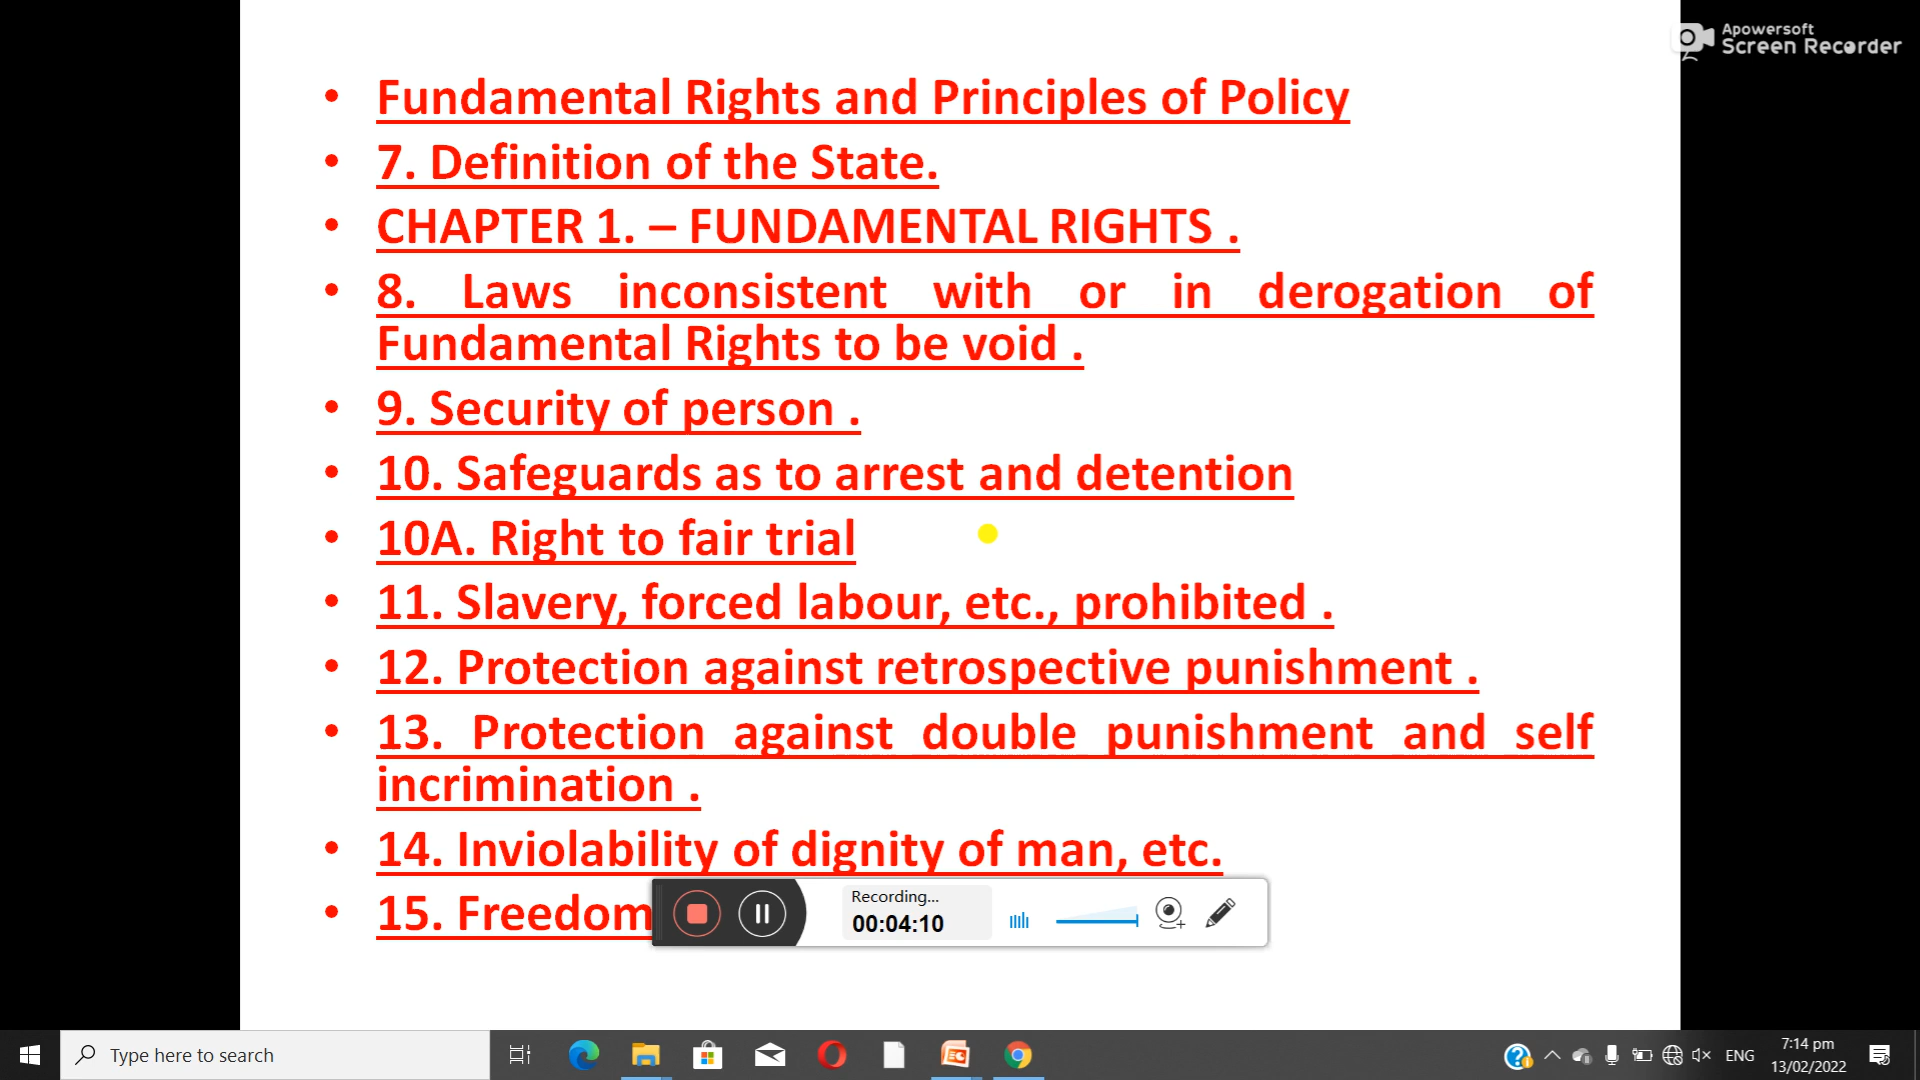 Apowersoft
Screen Recorder
• Fundamental Rights and Principles of Policy
• 7. Definition of the State.
• CHAPTER 1. – FUNDAMENTAL RIGHTS .
• 8. Laws inconsistent with or in derogation of
Fundamental Rights to be void .
• 9. Security of person .
• 10. Safeguards as to arrest and detention
• 10A. Right to fair trial
• 11. Slavery, forced labour, etc., prohibited .
• 12. Protection against retrospective punishment .
• 13. Protection against double punishment and self
incrimination .
• 14. Inviolability of dignity of man, etc.
• 15. Freedom
Recording...
00:04:10
Type here to search
ENG
7:14 pm
13/02/2022